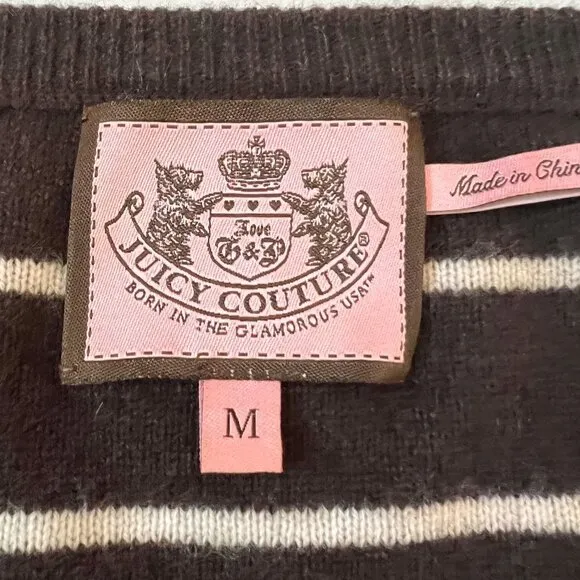 Love
G&P
JUICY COUTURE®
BORN IN THE GLAMOROUS USA™
M
Made in Chin